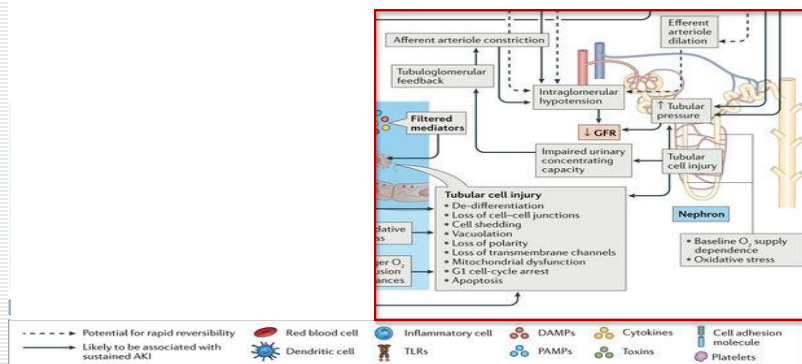 Efferent
arteriole
dilation
Afferent arteriole constriction
Tubuloglomerular
feedback
Intraglomerular
hypotension
↑ Tubular
pressure
Filtered
mediators
↓ GFR
Impaired urinary
concentrating
capacity
Tubular
cell injury
Tubular cell injury
• De-differentiation
• Loss of cell–cell junctions
• Cell shedding
• Vacuolation
• Loss of polarity
• Loss of transmembrane channels
• Mitochondrial dysfunction
• G1 cell-cycle arrest
• Apoptosis
Nephron
• Baseline O₂ supply
dependence
• Oxidative stress
Potential for rapid reversibility
Likely to be associated with
sustained AKI
Red blood cell
Dendritic cell
Inflammatory cell
TLRs
DAMPs
PAMPs
Cytokines
Toxins
Cell adhesion
molecule
Platelets